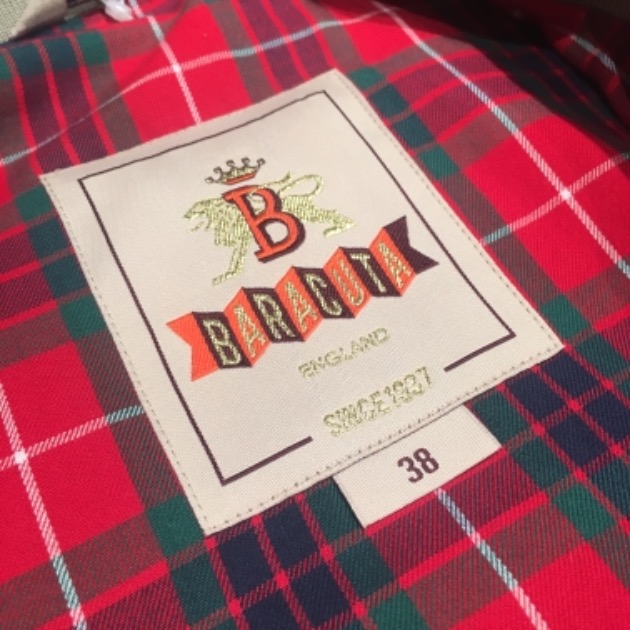 B
BARACUTA
ENGLAND
SINCE 1937
38